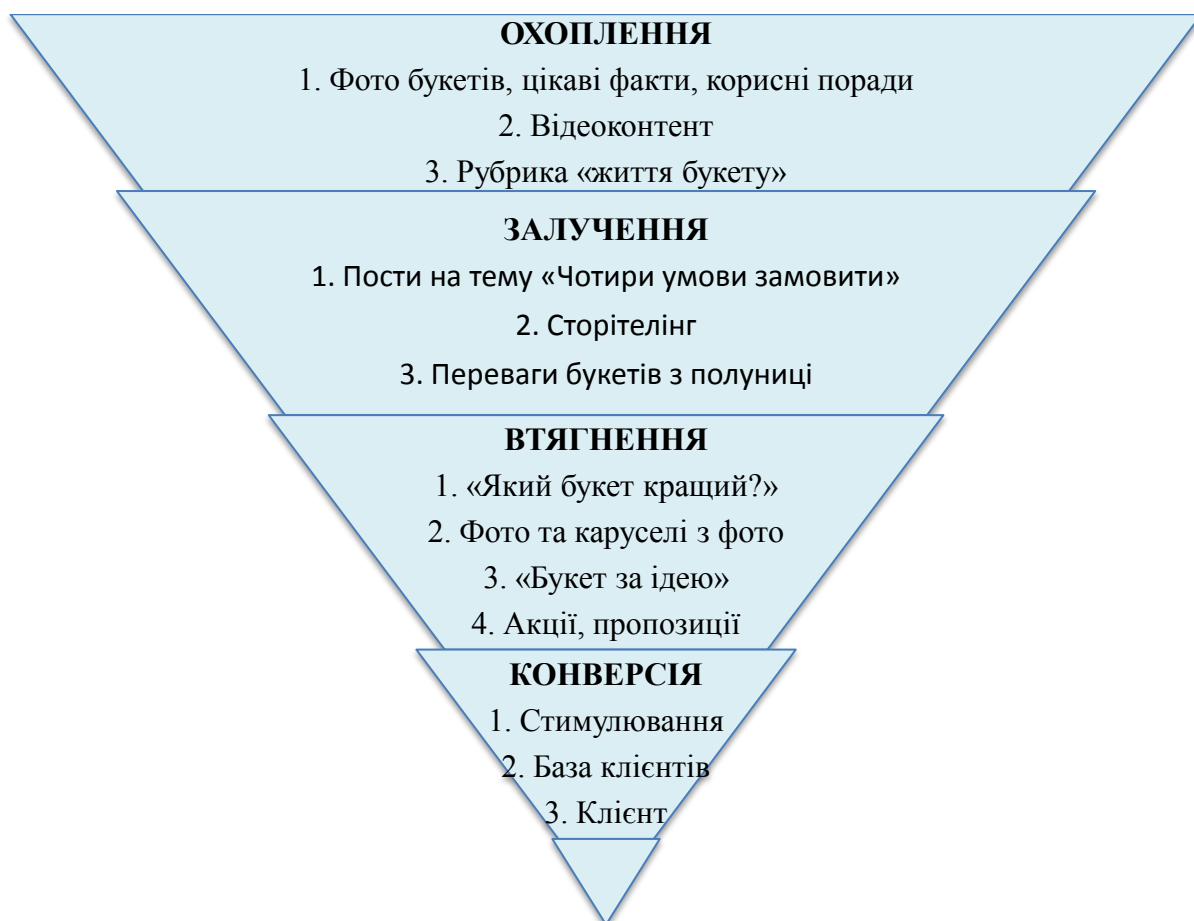 ОХОПЛЕННЯ
1. Фото букетів, цікаві факти, корисні поради
2. Відеоконтент
3. Рубрика «життя букету»
ЗАЛУЧЕННЯ
1. Пости на тему «Чотири умови замовити»
2. Сторітелінг
3. Переваги букетів з полуниці
ВТЯГНЕННЯ
1. «Який букет кращий?»
2. Фото та каруселі з фото
3. «Букет за ідею»
4. Акції, пропозиції
КОНВЕРСІЯ
1. Стимулювання
2. База клієнтів
3. Клієнт